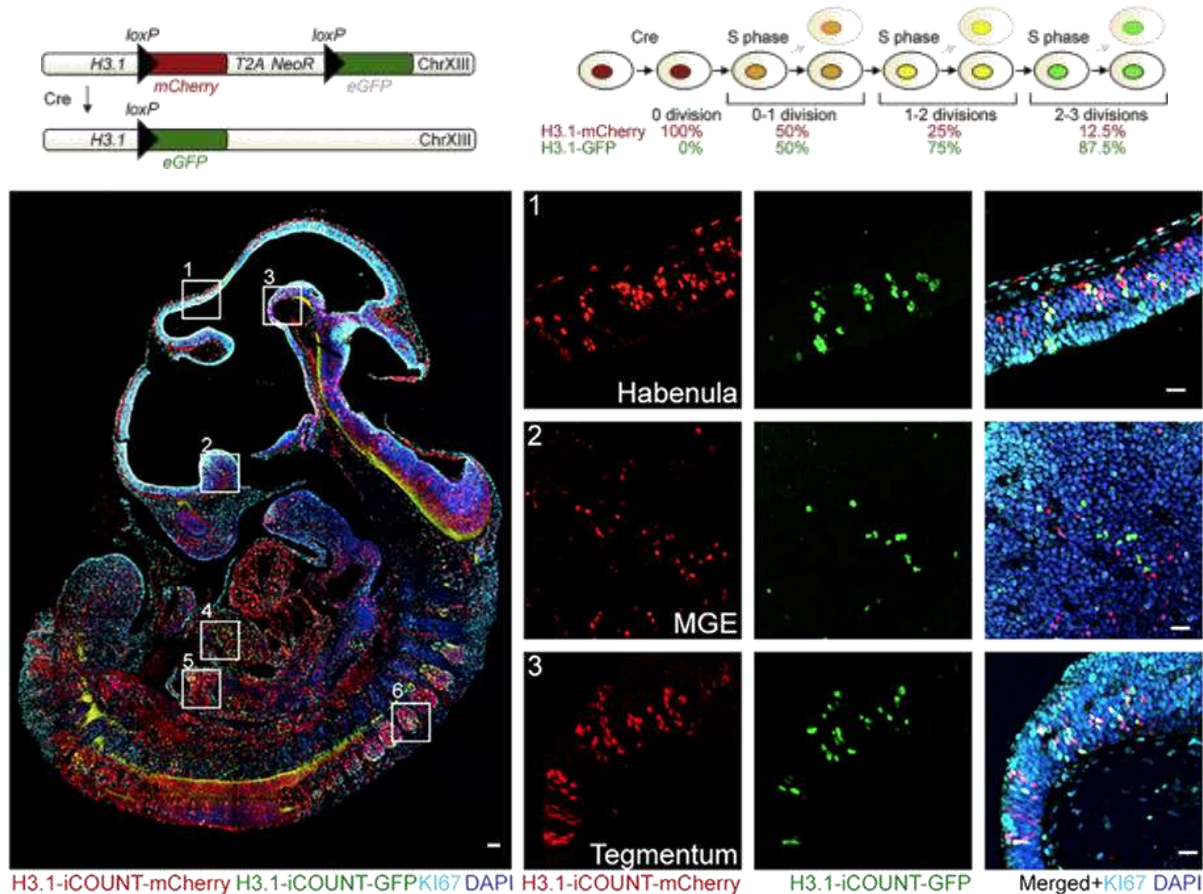 loxP loxP
H3.1 T2A NeoR ChrXIII
mCherry eGFP
Cre
loxP
H3.1 ChrXIII
eGFP
Cre S phase S phase S phase
0 division 0-1 divisions 1-2 divisions 2-3 divisions
H3.1-mCherry 100% 50% 25% 12.5%
H3.1-GFP 0% 50% 75% 87.5%
1
3
2
4
5
6
1
Habenula
2
MGE
3
Tegmentum
H3.1-iCOUNT-mCherry H3.1-iCOUNT-GFP KI67 DAPI
H3.1-iCOUNT-mCherry
H3.1-iCOUNT-GFP
Merged+KI67 DAPI